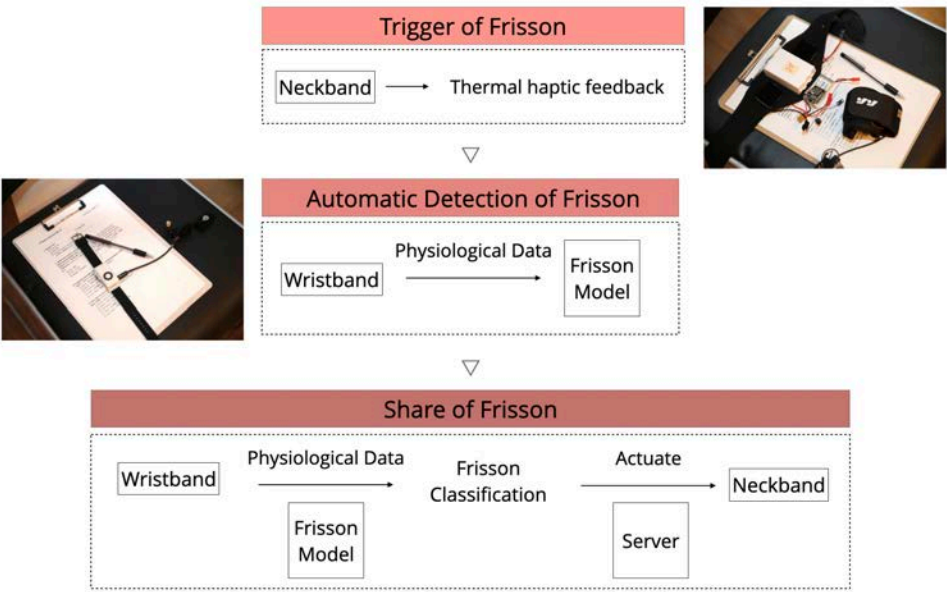 Trigger of Frisson
Neckband
Thermal haptic feedback
Automatic Detection of Frisson
Wristband
Physiological Data
Frisson
Model
Share of Frisson
Wristband
Physiological Data
Frisson
Model
Frisson
Classification
Actuate
Server
Neckband